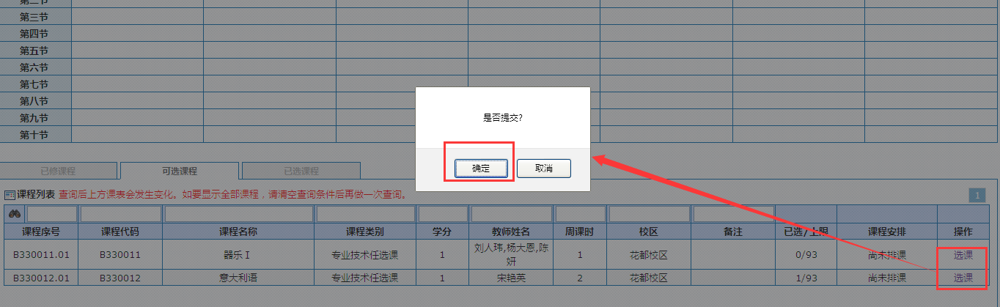 第二节
第三节
第四节
第五节
第六节
第七节
第八节
第九节
第十节
是否提交?
确定 取消
已修课程 可选课程 已选课程
课程列表 查询后上方课表会发生变化。如要显示全部课程，请清空查询条件后再做一次查询。 1
课程序号 课程代码 课程名称 课程类别 学分 教师姓名 周课时 校区 备注 已选/上限 课程安排 操作
B330011.01 B330011 器乐Ⅰ 专业技术任选课 1 刘人玮,杨大恩,陈妍 1 花都校区 0/93 尚未排课 选课
B330012.01 B330012 意大利语 专业技术任选课 1 宋艳英 2 花都校区 1/93 尚未排课 选课